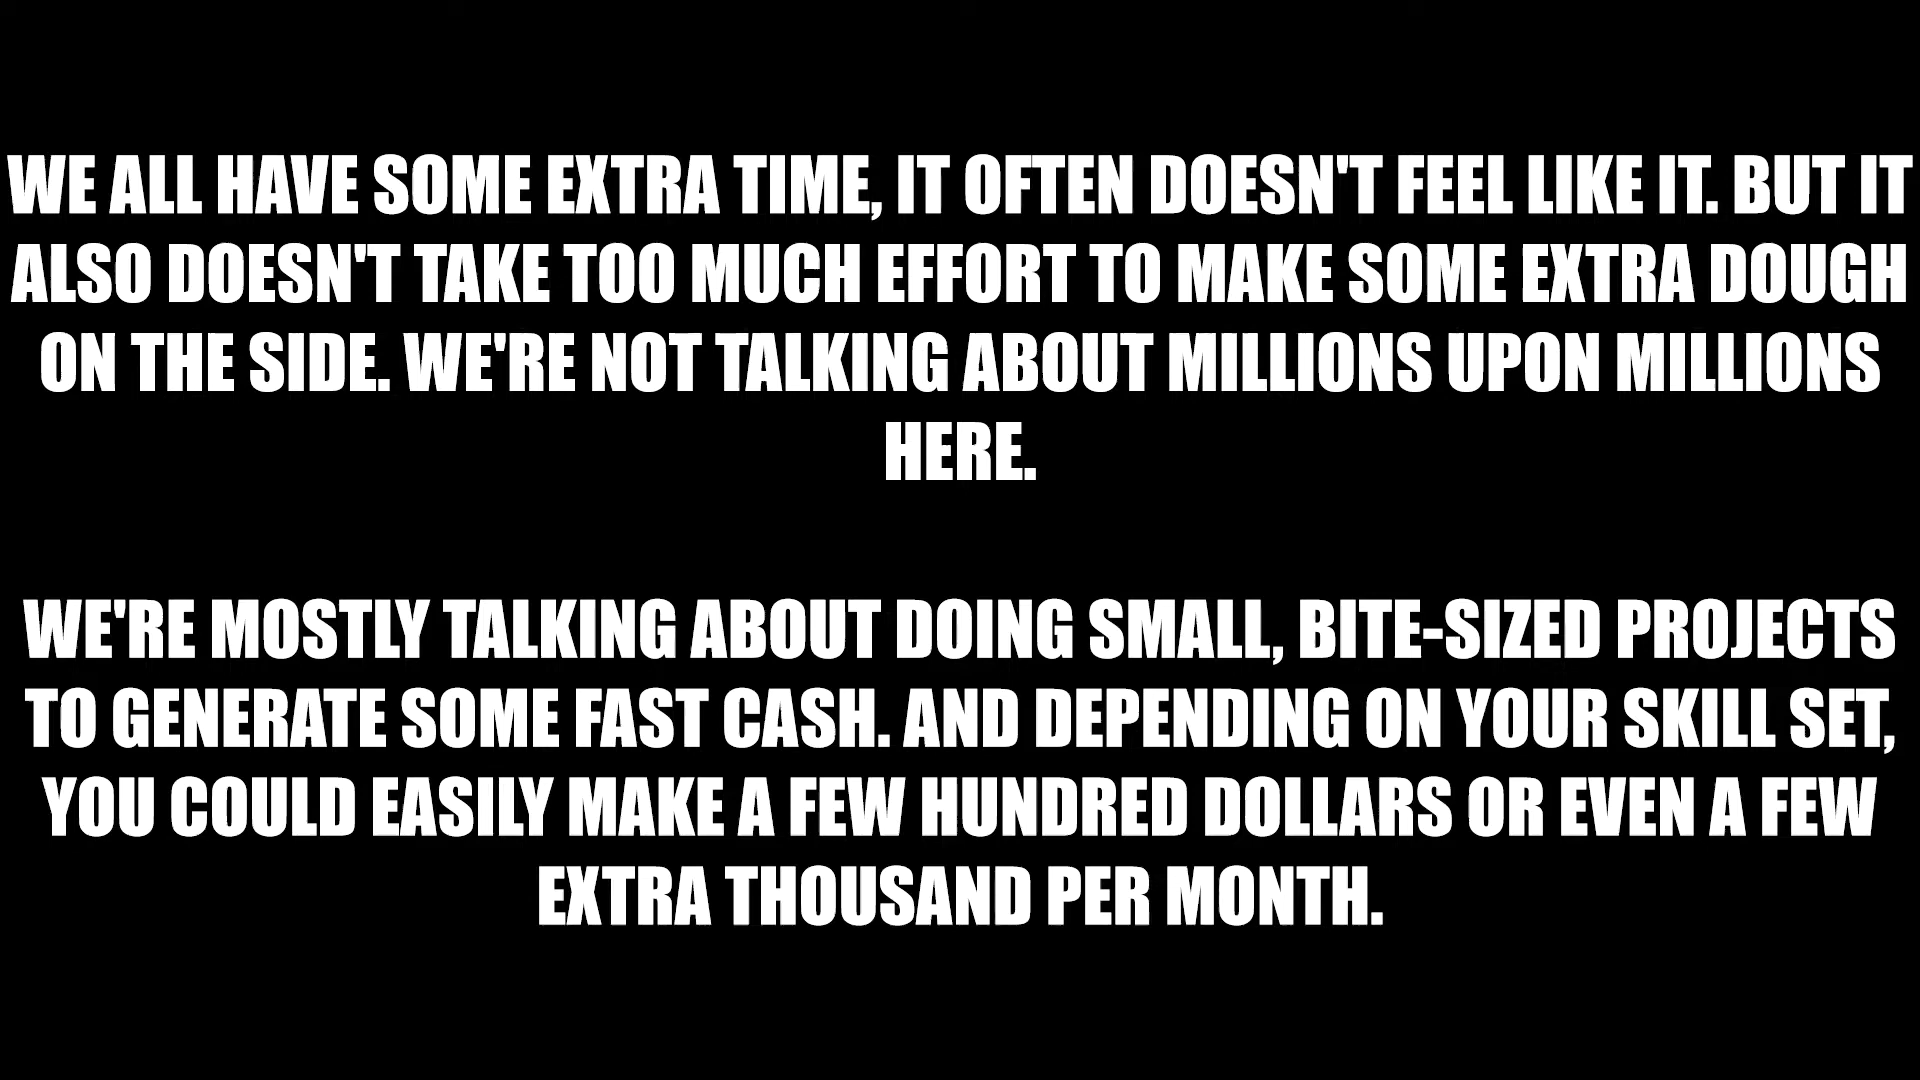 WE ALL HAVE SOME EXTRA TIME, IT OFTEN DOESN'T FEEL LIKE IT. BUT IT
ALSO DOESN'T TAKE TOO MUCH EFFORT TO MAKE SOME EXTRA DOUGH
ON THE SIDE. WE'RE NOT TALKING ABOUT MILLIONS UPON MILLIONS
HERE.
WE'RE MOSTLY TALKING ABOUT DOING SMALL, BITE-SIZED PROJECTS
TO GENERATE SOME FAST CASH. AND DEPENDING ON YOUR SKILL SET,
YOU COULD EASILY MAKE A FEW HUNDRED DOLLARS OR EVEN A FEW
EXTRA THOUSAND PER MONTH.